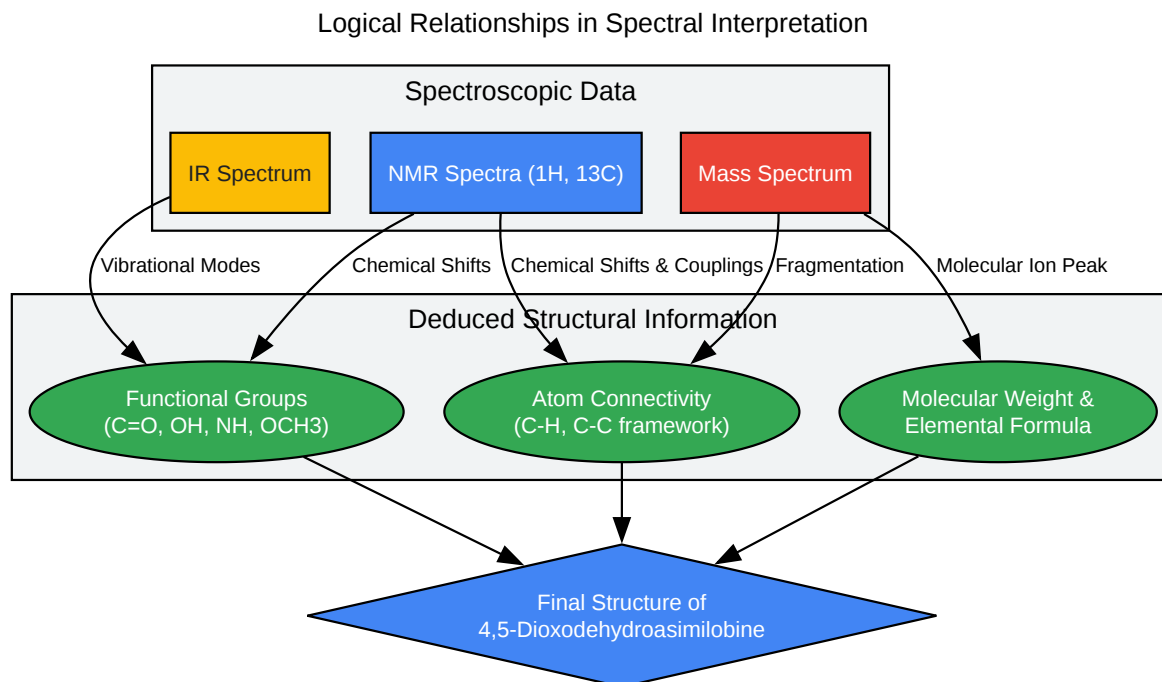 Logical Relationships in Spectral Interpretation
Spectroscopic Data
IR Spectrum
NMR Spectra (1H, 13C)
Mass Spectrum
Vibrational Modes
Chemical Shifts
Chemical Shifts & Couplings
Fragmentation
Molecular Ion Peak
Deduced Structural Information
Functional Groups
(C=O, OH, NH, OCH3)
Atom Connectivity
(C-H, C-C framework)
Molecular Weight &
Elemental Formula
Final Structure of
4,5-Dioxodehydroasimilobine